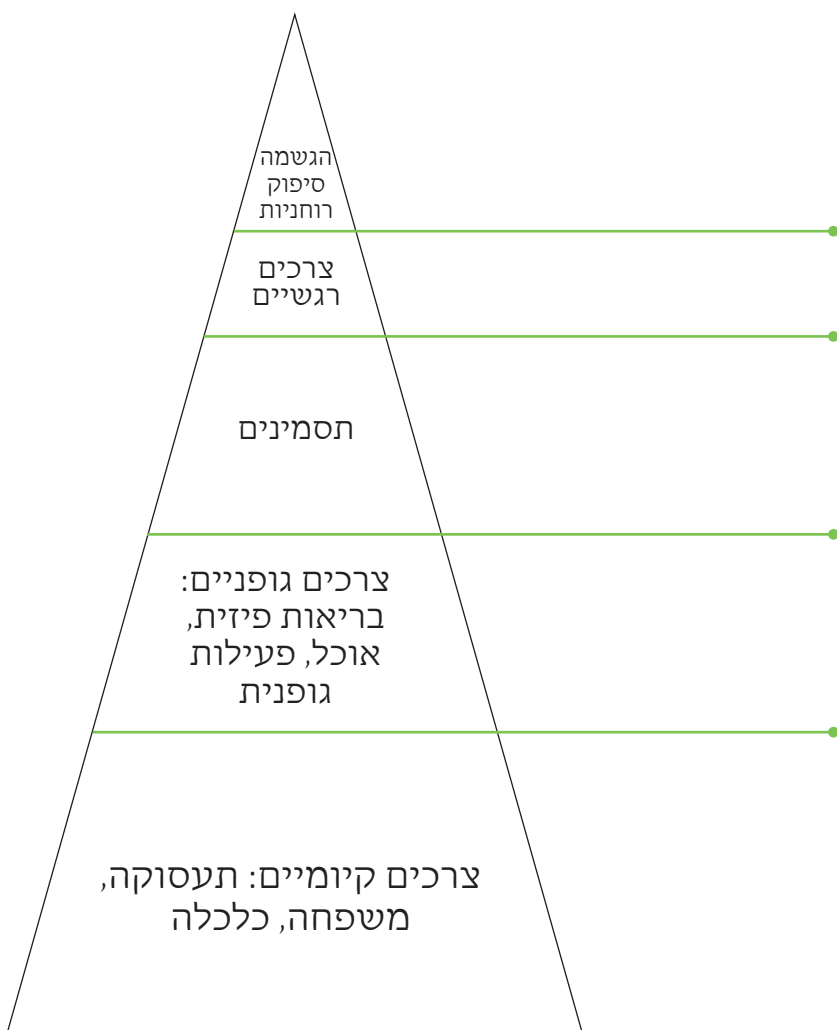 הגשמה
סיפוק
רוחניות
צרכים
רגשיים
תסמינים
צרכים גופניים:
בריאות פיזית,
אוכל, פעילות
גופנית
צרכים קיומיים: תעסוקה,
משפחה, כלכלה